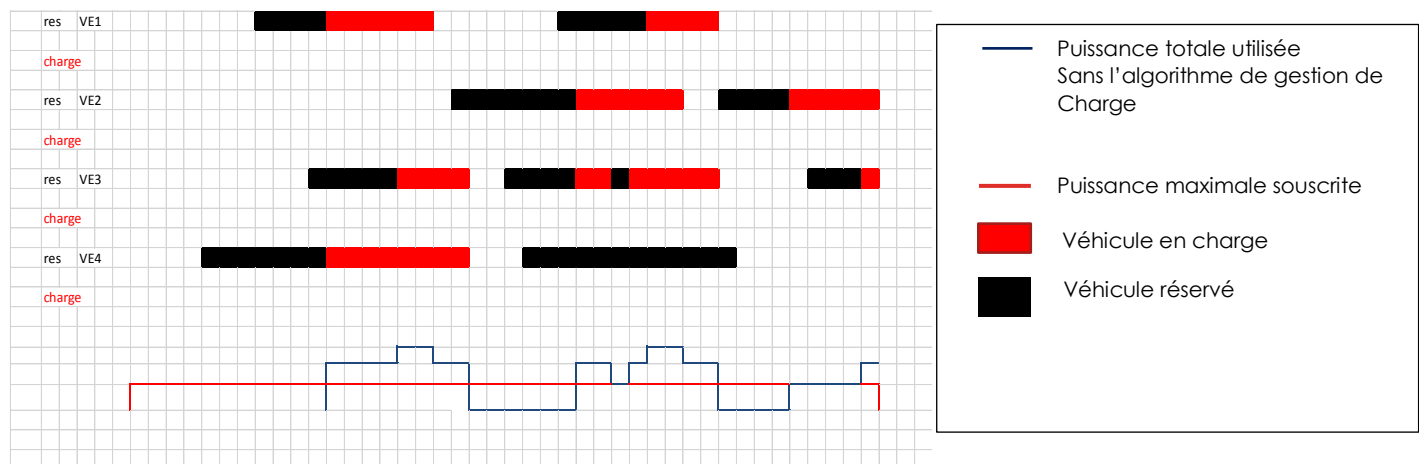 res VE1
charge
res VE2
charge
res VE3
charge
res VE4
charge
Puissance totale utilisée
Sans l'algorithme de gestion de
Charge
Puissance maximale souscrite
Véhicule en charge
Véhicule réservé